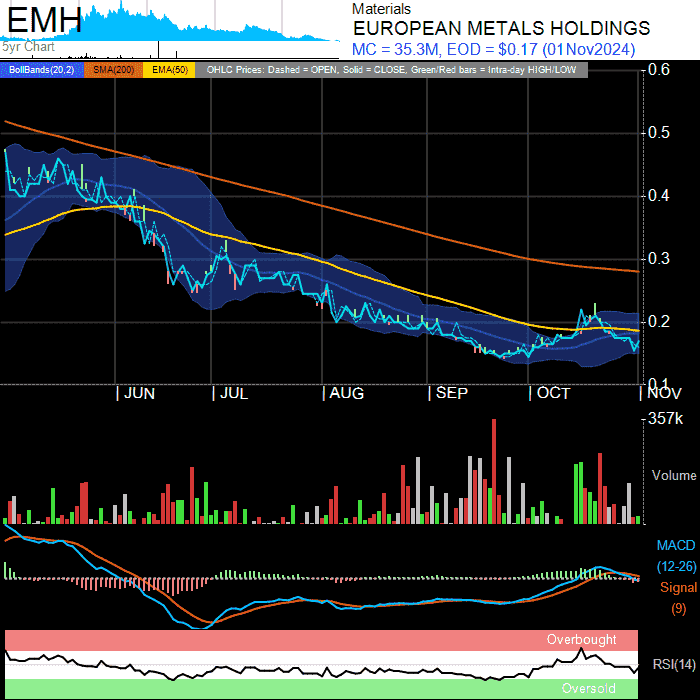 EMH
5yr Chart
Materials
EUROPEAN METALS HOLDINGS
MC = 35.3M, EOD = $0.17 (01Nov2024)
BollBands(20,2) SMA(200) EMA(50) OHLC Prices: Dashed = OPEN, Solid = CLOSE, Green/Red bars = Intra-day HIGH/LOW
0.6
0.5
0.4
0.3
0.2
0.1
JUN JUL AUG SEP OCT NOV
357k
Volume
MACD
(12-26)
Signal
(9)
Overbought
RSI(14)
Oversold